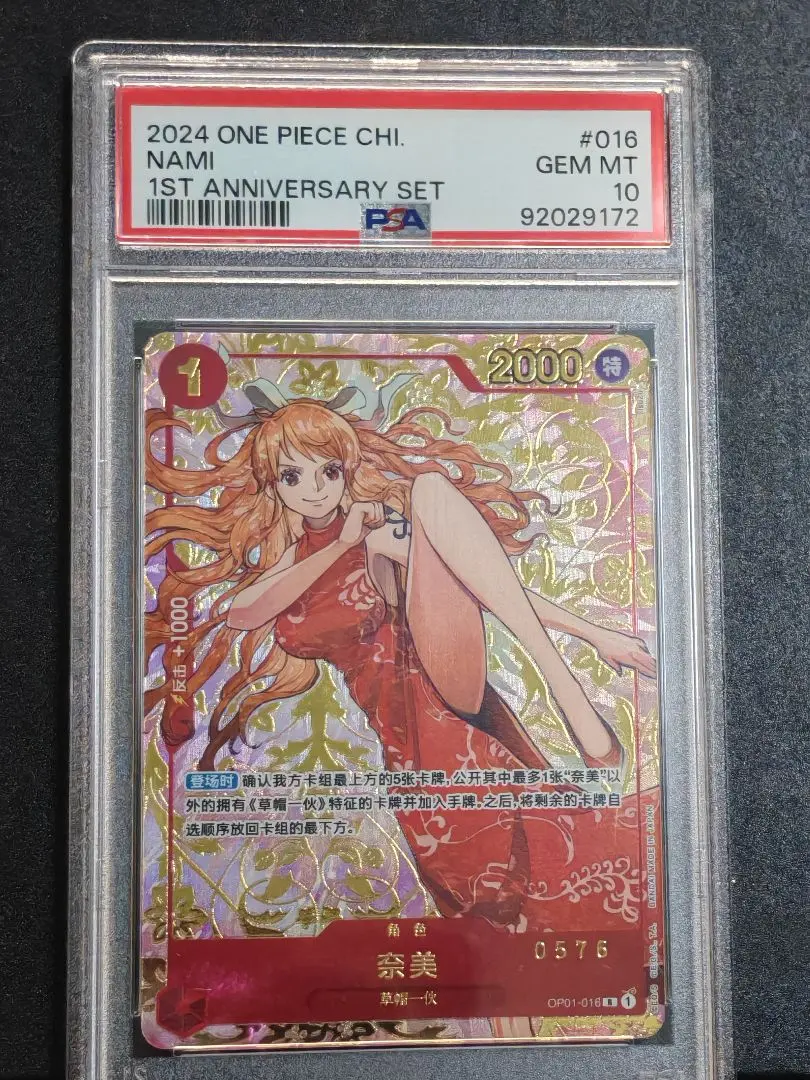 2024 ONE PIECE CHI.
#016
NAMI
GEM MT
1ST ANNIVERSARY SET
10
PSA
92029172
1
2000
特
反击 +1000
登场时 确认我方卡组最上方的5张卡牌,公开其中最多1张“奈美”以
外的拥有《草帽一伙》特征的卡牌并加入手牌。之后,将剩余的卡牌自
选顺序放回卡组的最下方。
角色
奈美
草帽一伙
0576
OP01-016 R 1
BANDAI MADE IN JAPAN